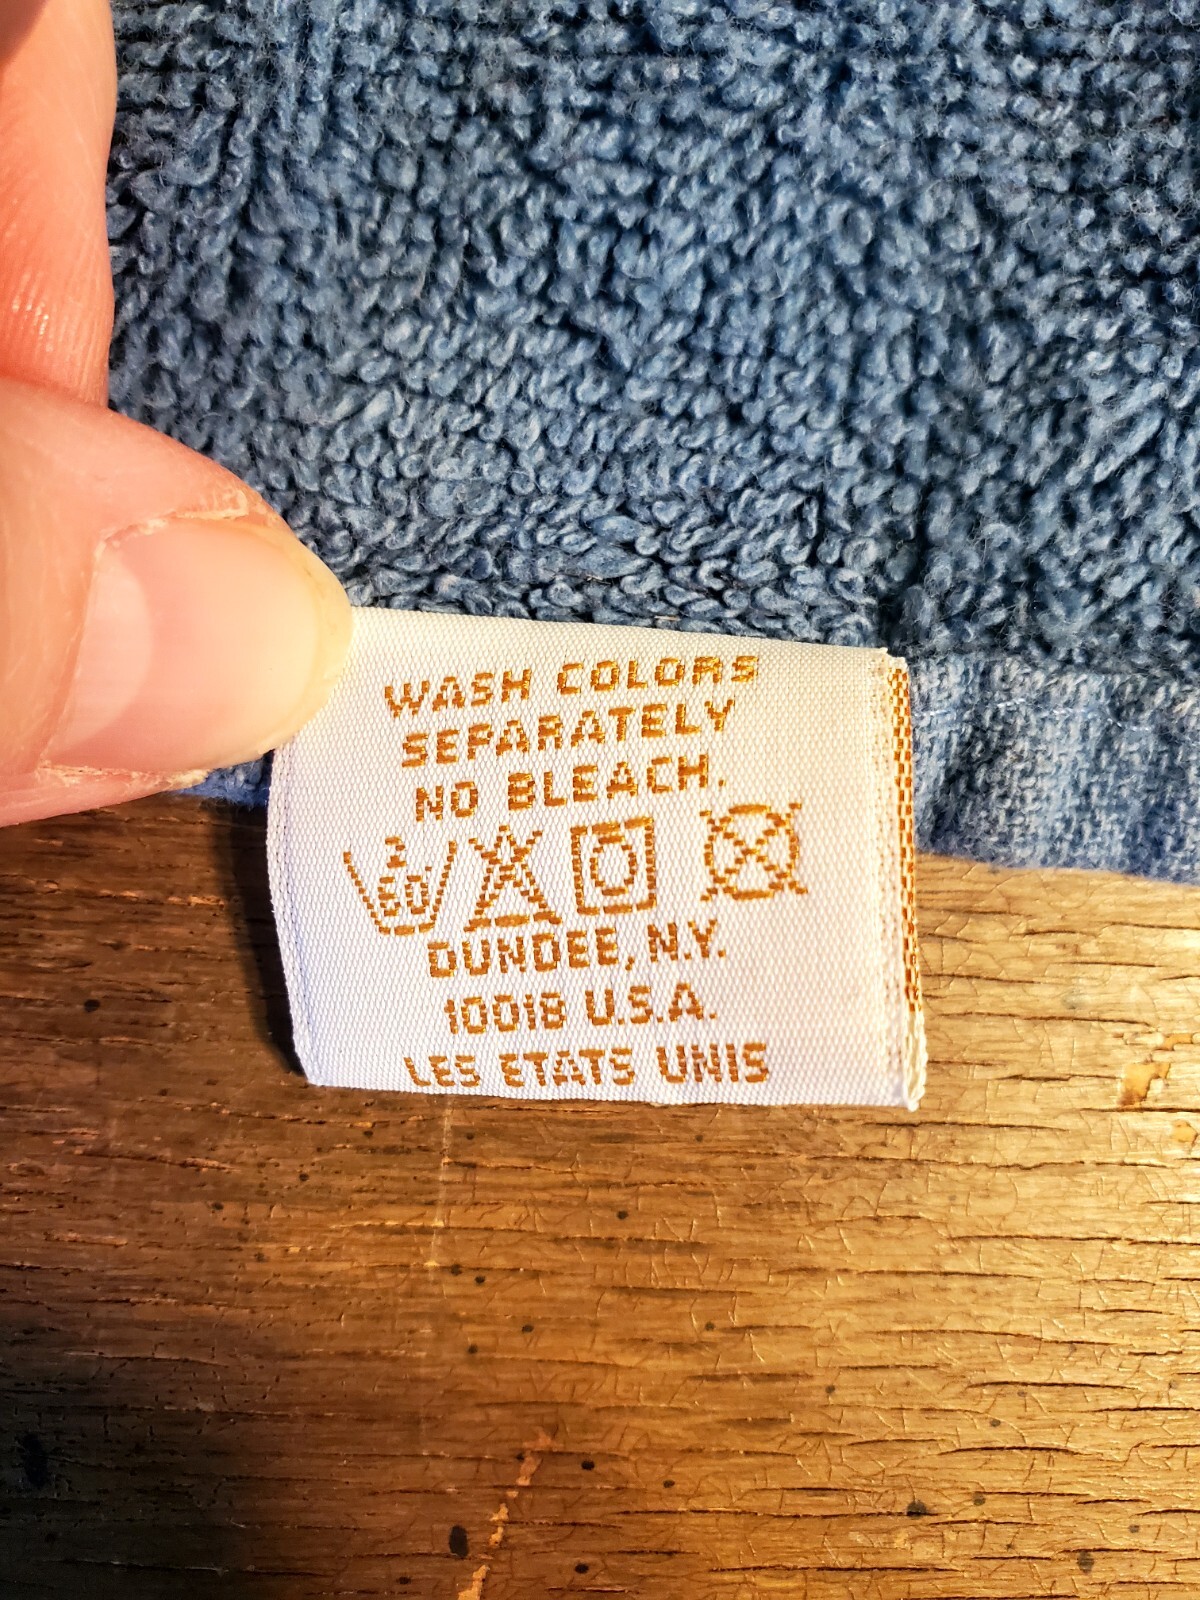 WASH COLORS
SEPARATELY
NO BLEACH.
DUNDEE, N.Y.
10018 U.S.A.
LES ETATS UNIS